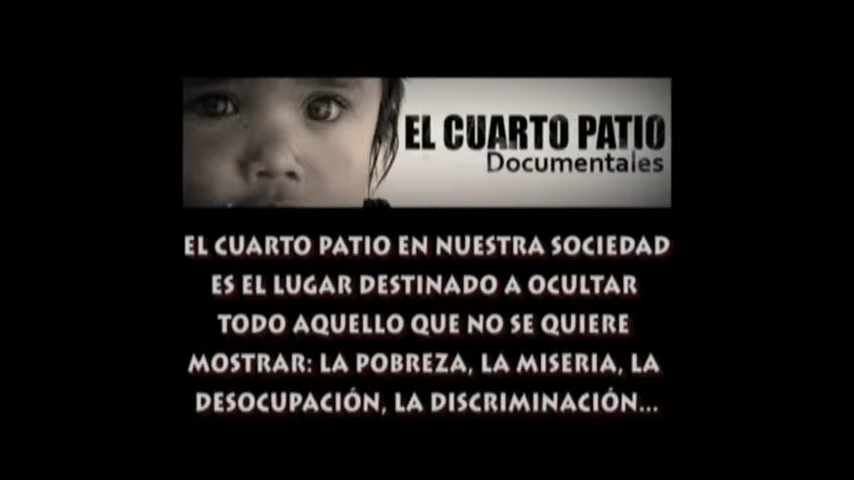 EL CUARTO PATIO
Documentales
EL CUARTO PATIO EN NUESTRA SOCIEDAD
ES EL LUGAR DESTINADO A OCULTAR
TODO AQUELLO QUE NO SE QUIERE
MOSTRAR: LA POBREZA, LA MISERIA, LA
DESOCUPACIÓN, LA DISCRIMINACIÓN...